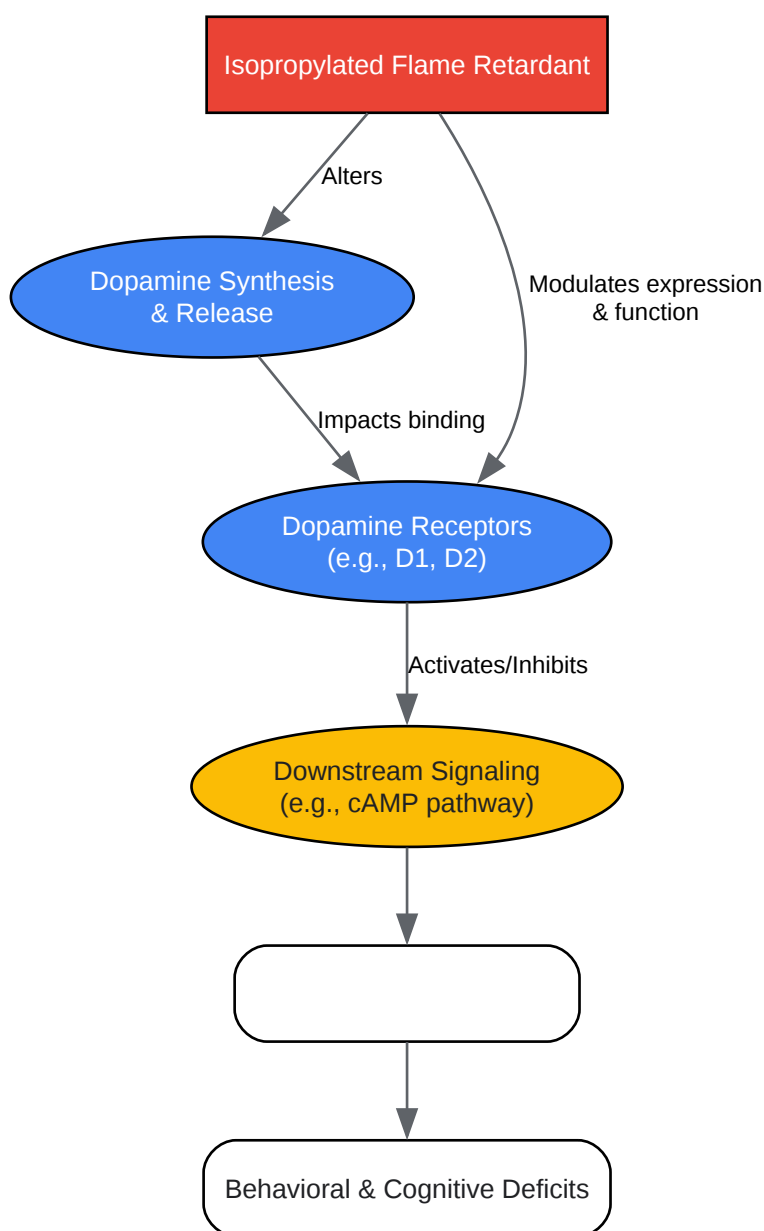 Isopropylated Flame Retardant
Alters
Dopamine Synthesis
& Release
Modulates expression
& function
Impacts binding
Dopamine Receptors
(e.g., D1, D2)
Activates/Inhibits
Downstream Signaling
(e.g., cAMP pathway)
Behavioral & Cognitive Deficits